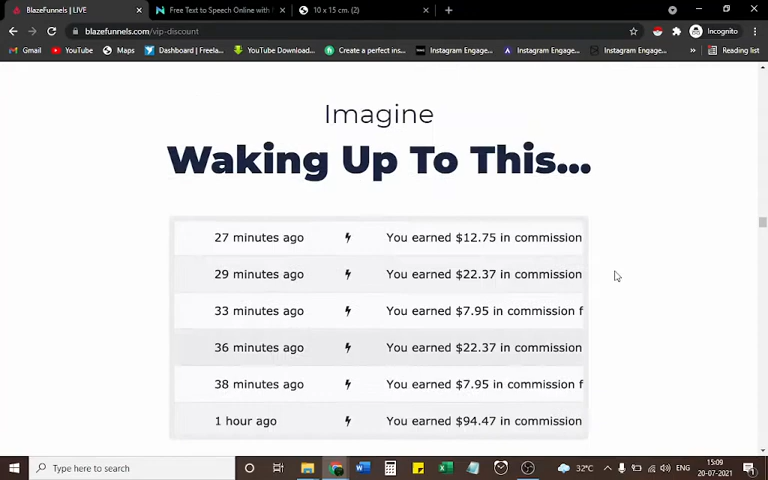 BlazeFunnels | LIVE
Free Text to Speech Online with
10 x 15 cm. (2)
blazefunnels.com/vip-discount
Incognito
Gmail
YouTube
Maps
Dashboard | Freela...
YouTube Download...
Create a perfect ins...
Instagram Engage...
Instagram Engage...
Instagram Engage...
Reading list
Imagine
Waking Up To This...
27 minutes ago You earned $12.75 in commission
29 minutes ago You earned $22.37 in commission
33 minutes ago You earned $7.95 in commission f
36 minutes ago You earned $22.37 in commission
38 minutes ago You earned $7.95 in commission f
1 hour ago You earned $94.47 in commission
Type here to search
32°C
ENG
15:09
20-07-2021